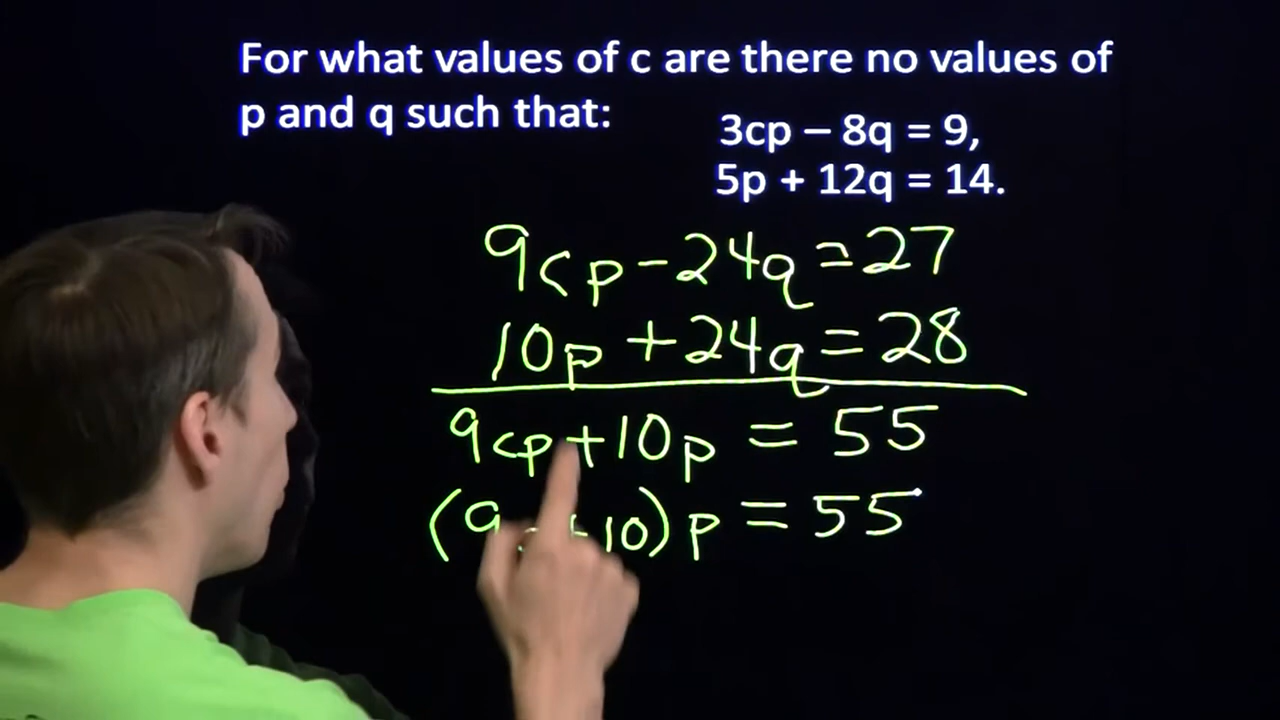 For what values of c are there no values of
p and q such that:
3cp – 8q = 9,
5p + 12q = 14.
9cp-24q=27
10p+24q=28
9cp+10p = 55
(9 +10)p = 55